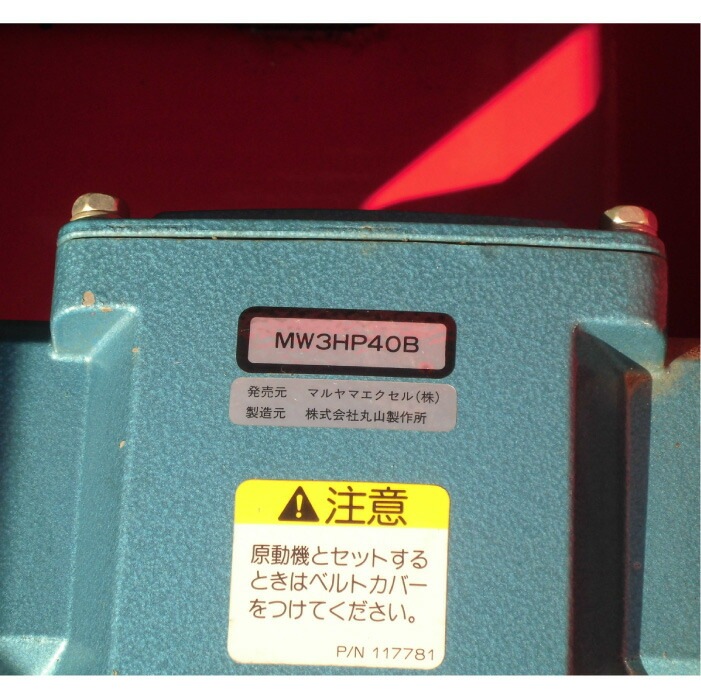 MW3HP40B
発売元 マルヤマエクセル(株)
製造元 株式会社丸山製作所
注意
原動機とセットする
ときはベルトカバー
をつけてください。
P/N 117781